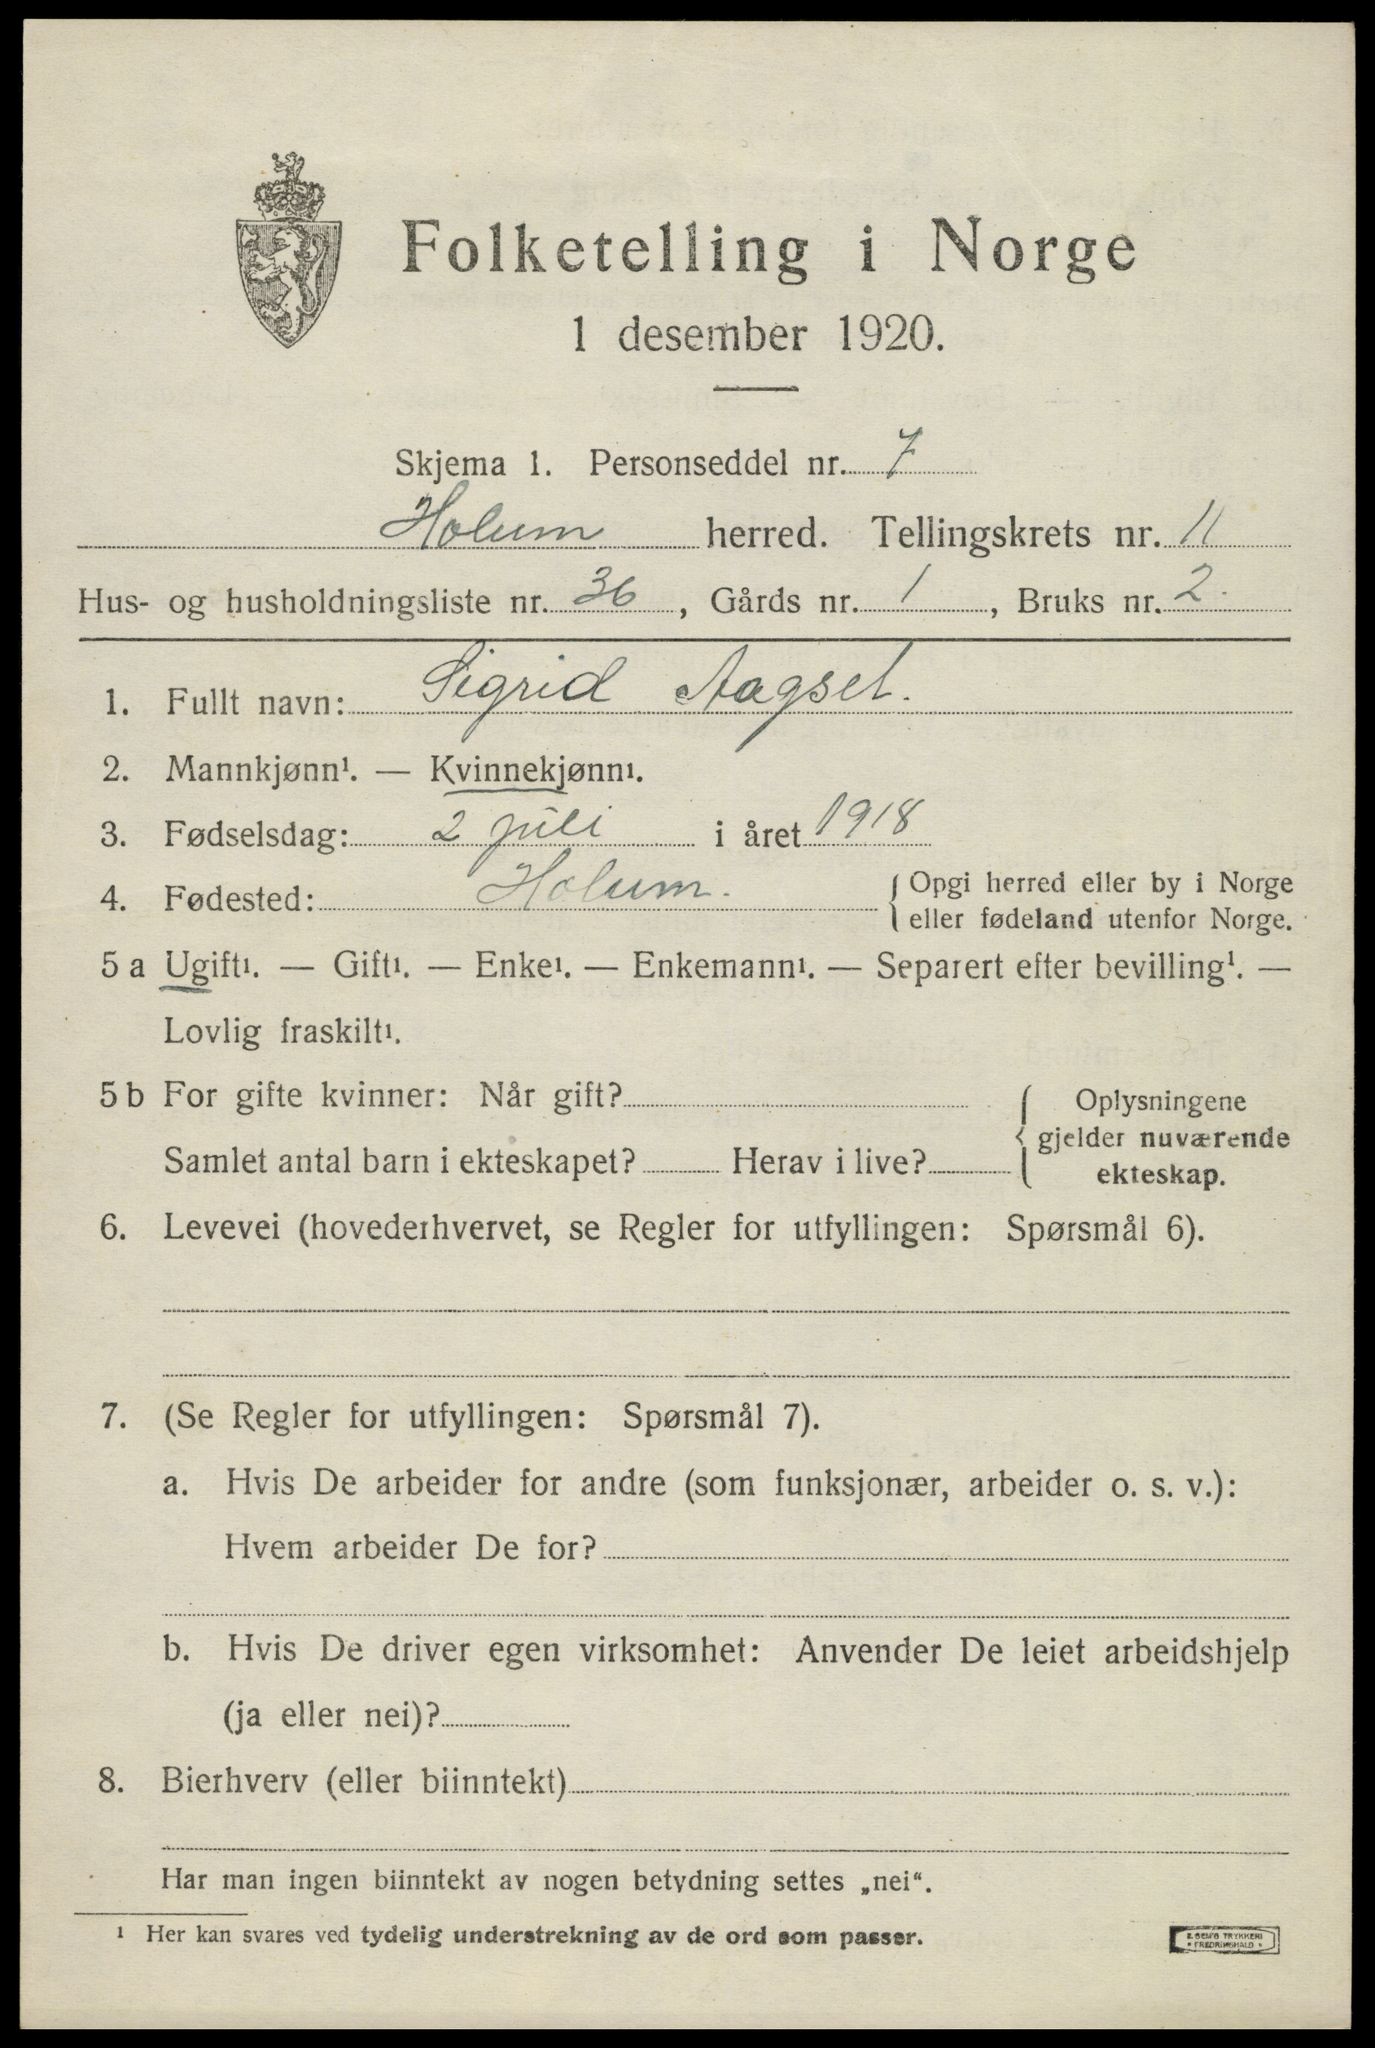 Folketelling i Norge
1 desember 1920.
Skjema 1. Personseddel nr. 7
Holum herred. Tellingskrets nr. 11
Hus- og husholdningsliste nr. 36, Gårds nr. 1, Bruks nr. 2.
1. Fullt navn: Sigrid Aagset.
2. Mannkjønn¹. — Kvinnekjønn¹.
3. Fødselsdag: 2 juli i året 1918
4. Fødested: Holum. { Opgi herred eller by i Norge
eller fødeland utenfor Norge.
5 a Ugift¹. — Gift¹. — Enke¹. — Enkemann¹. — Separert efter bevilling¹. —
Lovlig fraskilt¹.
5 b For gifte kvinner: Når gift?
Samlet antal barn i ekteskapet? Herav i live?
{ Oplysningene
gjelder nuværende
ekteskap.
6. Levevei (hovederhvervet, se Regler for utfyllingen: Spørsmål 6).
7. (Se Regler for utfyllingen: Spørsmål 7).
a. Hvis De arbeider for andre (som funksjonær, arbeider o. s. v.):
Hvem arbeider De for?
b. Hvis De driver egen virksomhet: Anvender De leiet arbeidshjelp
(ja eller nei)?
8. Bierhverv (eller biinntekt)
Har man ingen biinntekt av nogen betydning settes „nei“.
¹ Her kan svares ved tydelig understrekning av de ord som passer.
E. SEM'S TRYKKERI
• FREDRIKSHALD •